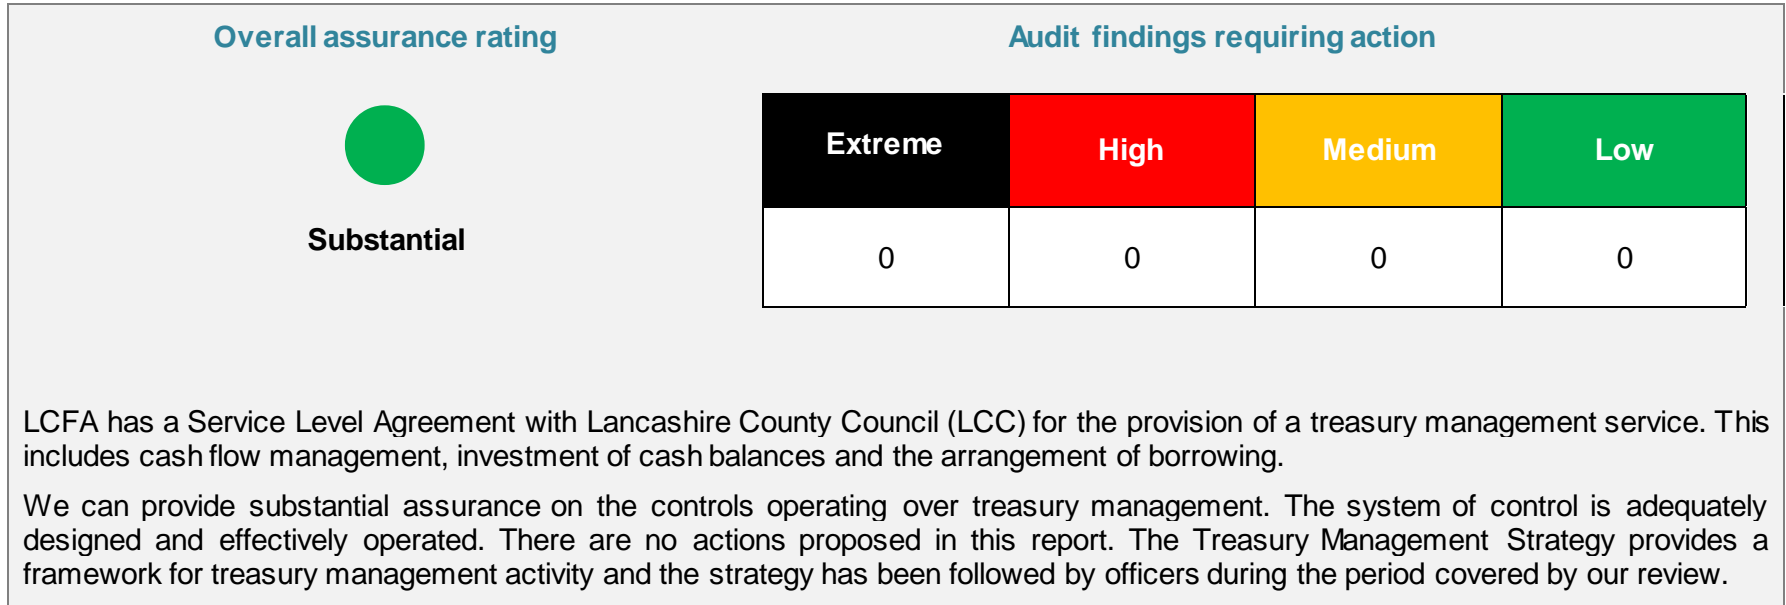 Overall assurance rating
Audit findings requiring action
Extreme High Medium Low
Substantial
0 0 0 0
LCFA has a Service Level Agreement with Lancashire County Council (LCC) for the provision of a treasury management service. This
includes cash flow management, investment of cash balances and the arrangement of borrowing.
We can provide substantial assurance on the controls operating over treasury management. The system of control is adequately
designed and effectively operated. There are no actions proposed in this report. The Treasury Management Strategy provides a
framework for treasury management activity and the strategy has been followed by officers during the period covered by our review.